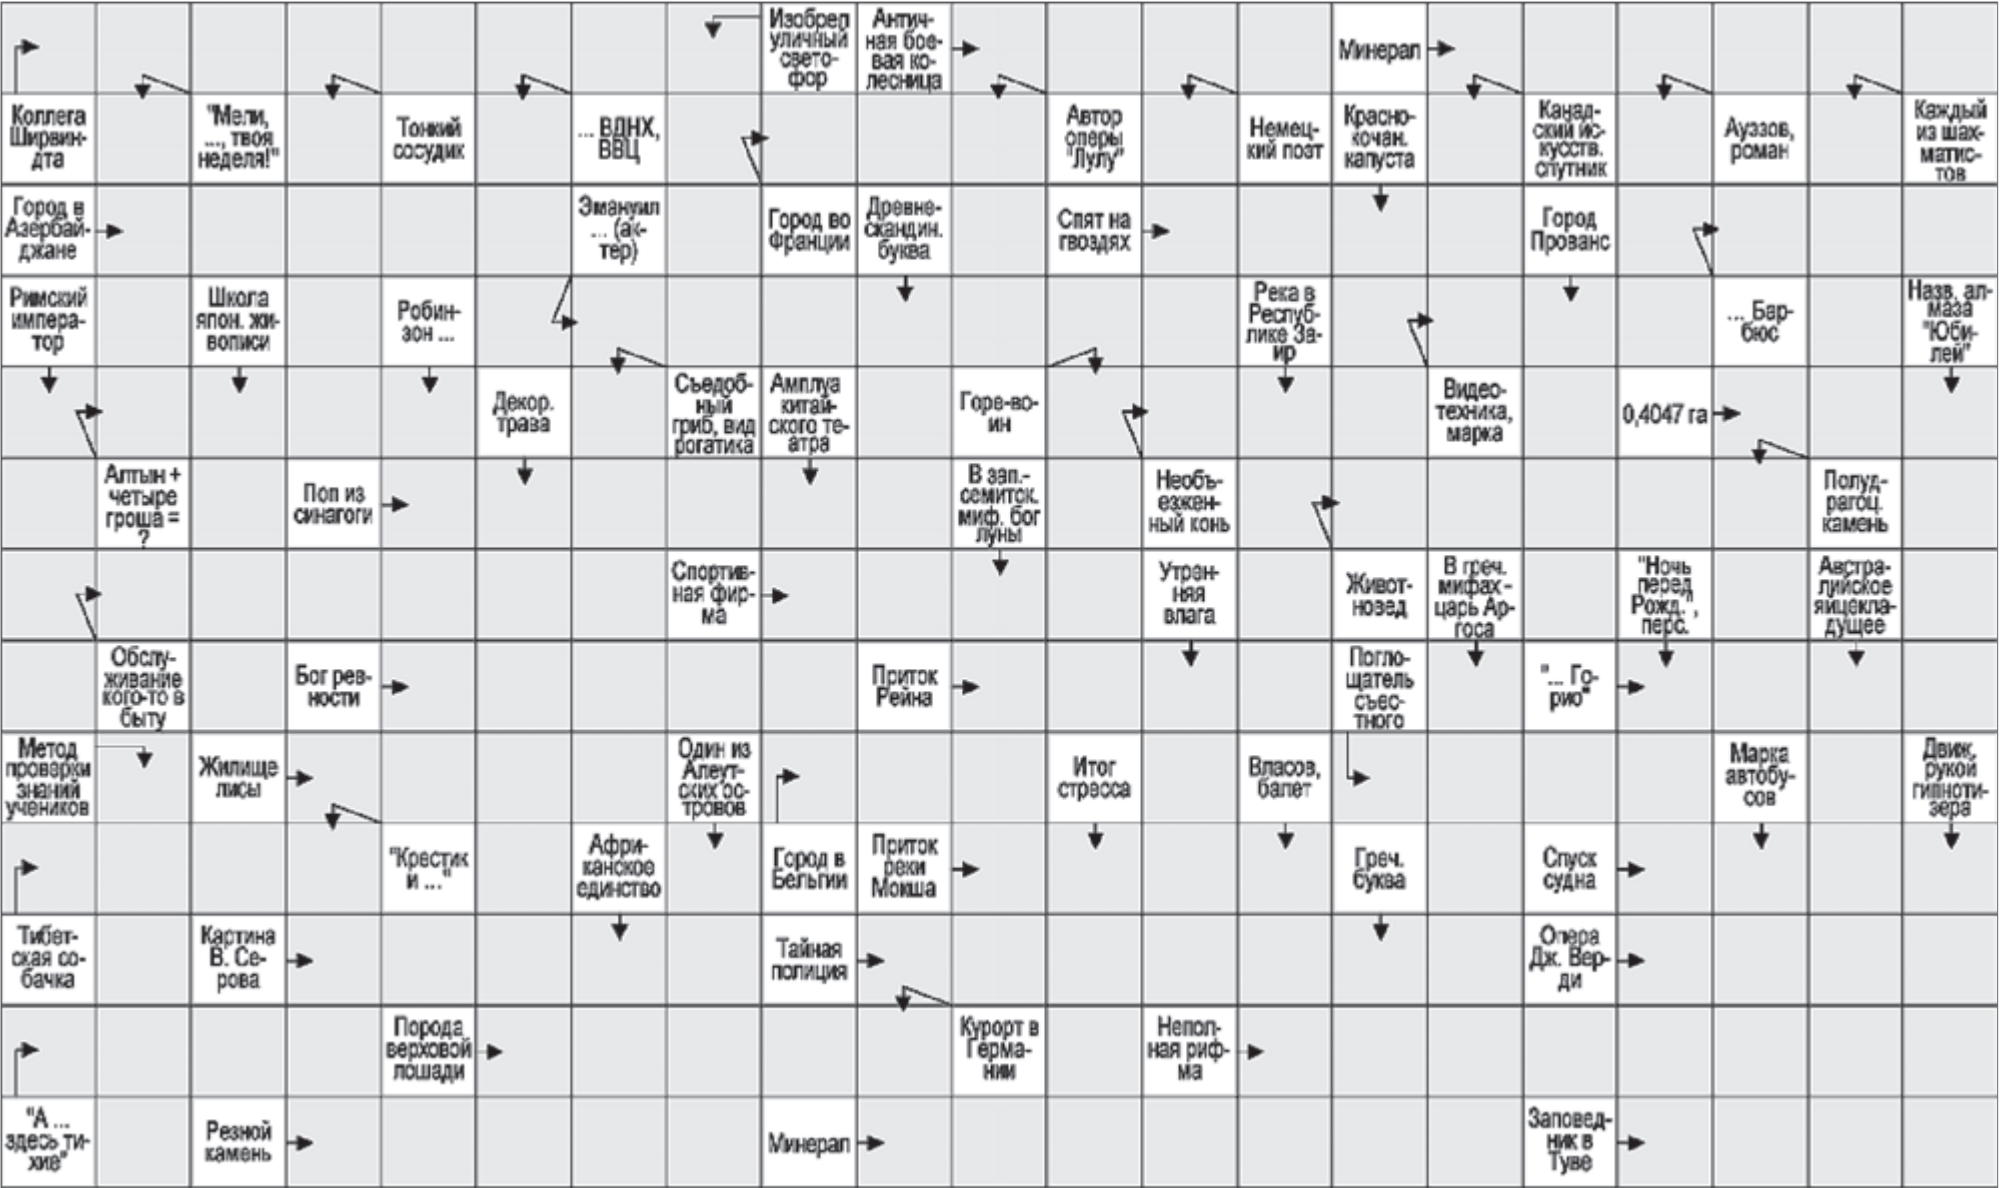 Изобрел
уличный
свето-
фор
Антич-
ная бое-
вая ко-
лесница
Минерал
Коллега
Ширвин-
дта
"Мели,
..., твоя
неделя!"
Тонкий
сосудик
... ВДНХ,
ВВЦ
Автор
оперы
"Лулу"
Немец-
кий поэт
Красно-
кочан.
капуста
Канад-
ский ис-
кусств.
спутник
Ауэзов,
роман
Каждый
из шах-
матис-
тов
Город в
Азербай-
джане
Эмануил
... (ак-
тер)
Город во
Франции
Древне-
скандин.
буква
Спят на
гвоздях
Город
Прованс
Римский
импера-
тор
Школа
япон. жи-
вописи
Робин-
зон ...
Река в
Респуб-
лике За-
ир
... Бар-
бюс
Назв. ал-
маза
"Юби-
лей"
Декор.
трава
Съедоб-
ный
гриб, вид
рогатика
Амплуа
китай-
ского те-
атра
Горе-во-
ин
Видео-
техника,
марка
0,4047 га
Алтын +
четыре
гроша =
?
Поп из
синагоги
В зап.-
семитск.
миф. бог
луны
Необъ-
езжен-
ный конь
Полуд-
рагоц.
камень
Спортив-
ная фир-
ма
Утрен-
няя
влага
Живот-
новед
В греч.
мифах -
царь Ар-
госа
"Ночь
перед
Рожд.",
перс.
Австра-
лийское
яйцекла-
дущее
Обслу-
живание
кого-то в
быту
Бог рев-
ности
Приток
Рейна
Погло-
щатель
съес-
тного
"... Го-
рио"
Метод
проверки
знаний
учеников
Жилище
лисы
Один из
Алеут-
ских ос-
тровов
Итог
стресса
Власов,
балет
Марка
автобу-
сов
Движ.
рукой
гипноти-
зера
"Крестик
и ..."
Афри-
канское
единство
Город в
Бельгии
Приток
реки
Мокша
Греч.
буква
Спуск
судна
Тибет-
ская со-
бачка
Картина
В. Се-
рова
Тайная
полиция
Опера
Дж. Вер-
ди
Порода
верховой
лошади
Курорт в
Герма-
нии
Непол-
ная риф-
ма
"А ...
здесь ти-
хие"
Резной
камень
Минерал
Заповед-
ник в
Туве